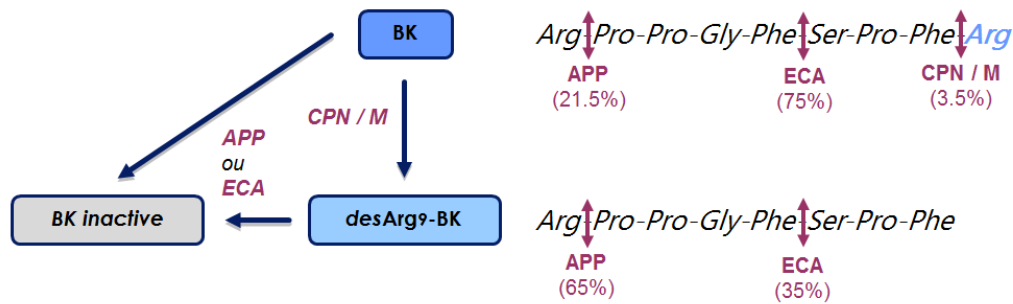 BK
CPN / M
APP
ou
ECA
BK inactive
desArg9-BK
Arg-Pro-Pro-Gly-Phe-Ser-Pro-Phe-Arg
APP ECA CPN / M
(21.5%) (75%) (3.5%)
Arg-Pro-Pro-Gly-Phe-Ser-Pro-Phe
APP ECA
(65%) (35%)